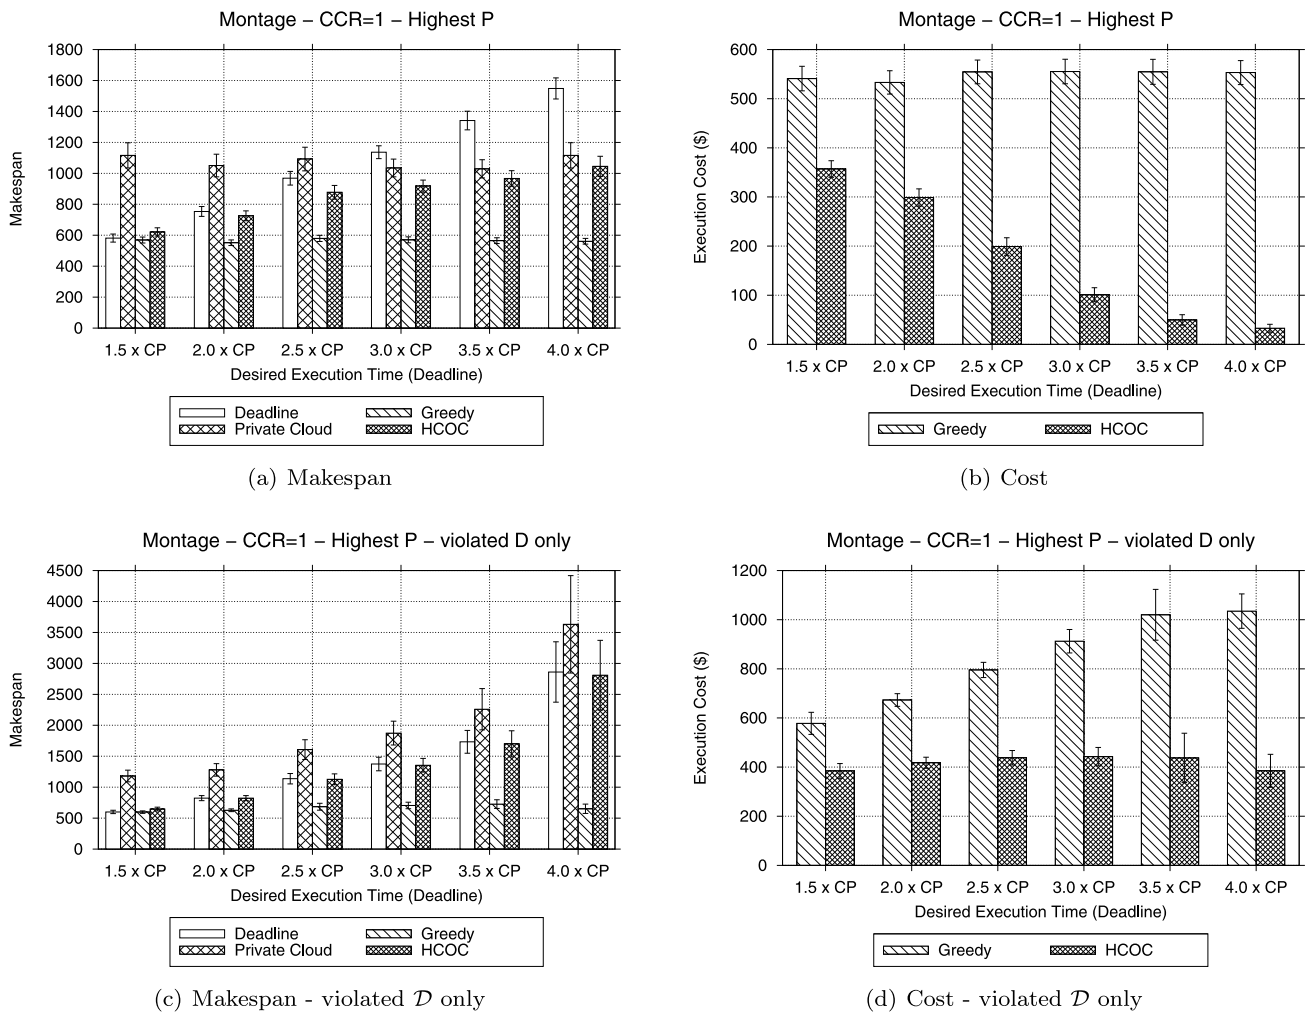 Montage – CCR=1 – Highest P
Makespan
1800
1600
1400
1200
1000
800
600
400
200
0
1.5 x CP 2.0 x CP 2.5 x CP 3.0 x CP 3.5 x CP 4.0 x CP
Desired Execution Time (Deadline)
Deadline Greedy
Private Cloud HCOC
(a) Makespan
Montage – CCR=1 – Highest P
Execution Cost ($)
600
500
400
300
200
100
0
1.5 x CP 2.0 x CP 2.5 x CP 3.0 x CP 3.5 x CP 4.0 x CP
Desired Execution Time (Deadline)
Greedy HCOC
(b) Cost
Montage – CCR=1 – Highest P – violated D only
Makespan
4500
4000
3500
3000
2500
2000
1500
1000
500
0
1.5 x CP 2.0 x CP 2.5 x CP 3.0 x CP 3.5 x CP 4.0 x CP
Desired Execution Time (Deadline)
Deadline Greedy
Private Cloud HCOC
(c) Makespan - violated 𝒟 only
Montage – CCR=1 – Highest P – violated D only
Execution Cost ($)
1200
1000
800
600
400
200
0
1.5 x CP 2.0 x CP 2.5 x CP 3.0 x CP 3.5 x CP 4.0 x CP
Desired Execution Time (Deadline)
Greedy HCOC
(d) Cost - violated 𝒟 only